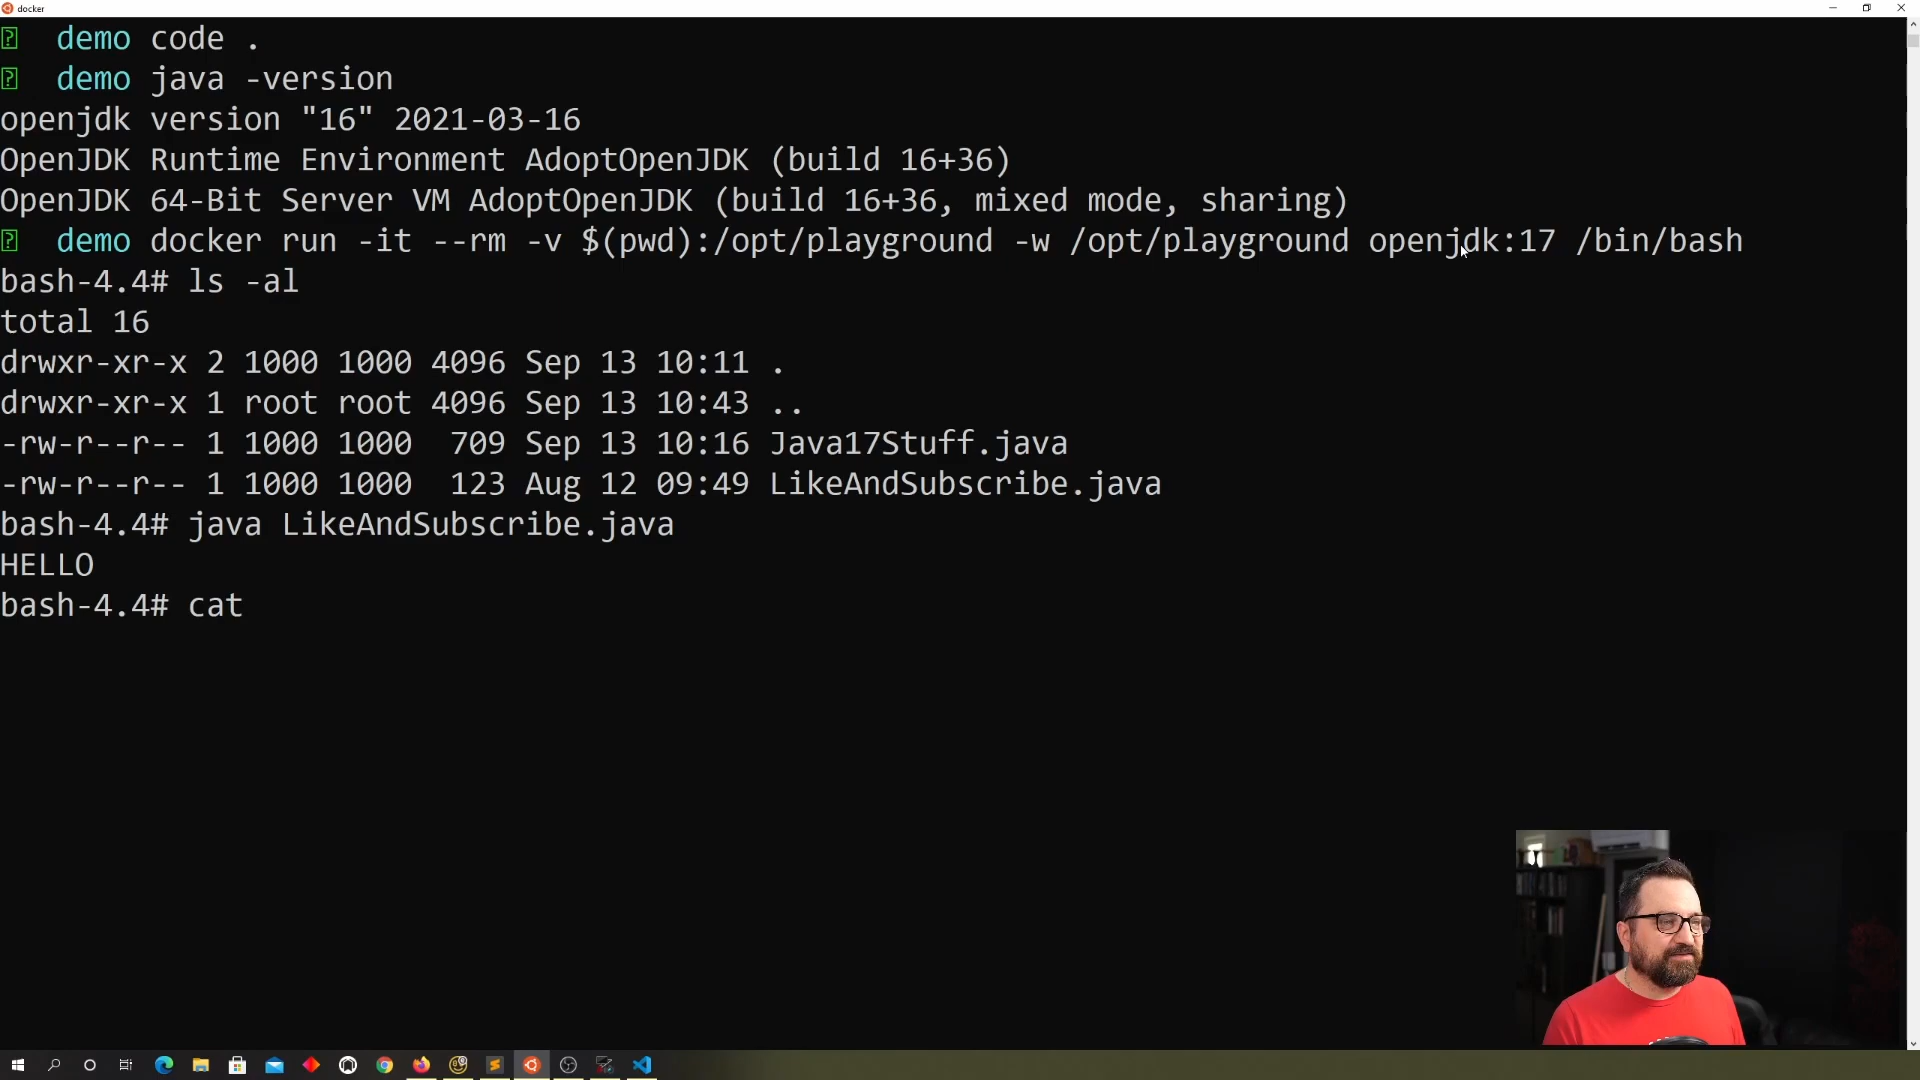 docker
demo code .
demo java -version
openjdk version "16" 2021-03-16
OpenJDK Runtime Environment AdoptOpenJDK (build 16+36)
OpenJDK 64-Bit Server VM AdoptOpenJDK (build 16+36, mixed mode, sharing)
demo docker run -it --rm -v $(pwd):/opt/playground -w /opt/playground openjdk:17 /bin/bash
bash-4.4# ls -al
total 16
drwxr-xr-x 2 1000 1000 4096 Sep 13 10:11 .
drwxr-xr-x 1 root root 4096 Sep 13 10:43 ..
-rw-r--r-- 1 1000 1000  709 Sep 13 10:16 Java17Stuff.java
-rw-r--r-- 1 1000 1000  123 Aug 12 09:49 LikeAndSubscribe.java
bash-4.4# java LikeAndSubscribe.java
HELLO
bash-4.4# cat